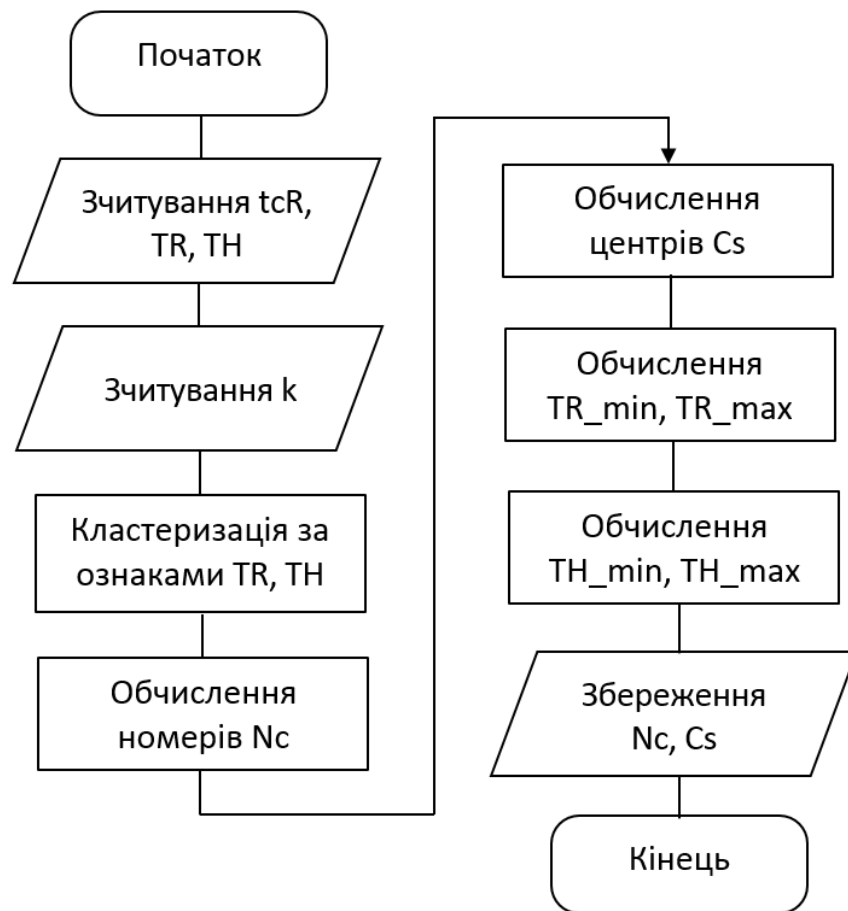 Початок
Зчитування tcR,
TR, TH
Зчитування k
Кластеризація за
ознаками TR, TH
Обчислення
номерів Nc
Обчислення
центрів Cs
Обчислення
TR_min, TR_max
Обчислення
TH_min, TH_max
Збереження
Nc, Cs
Кінець